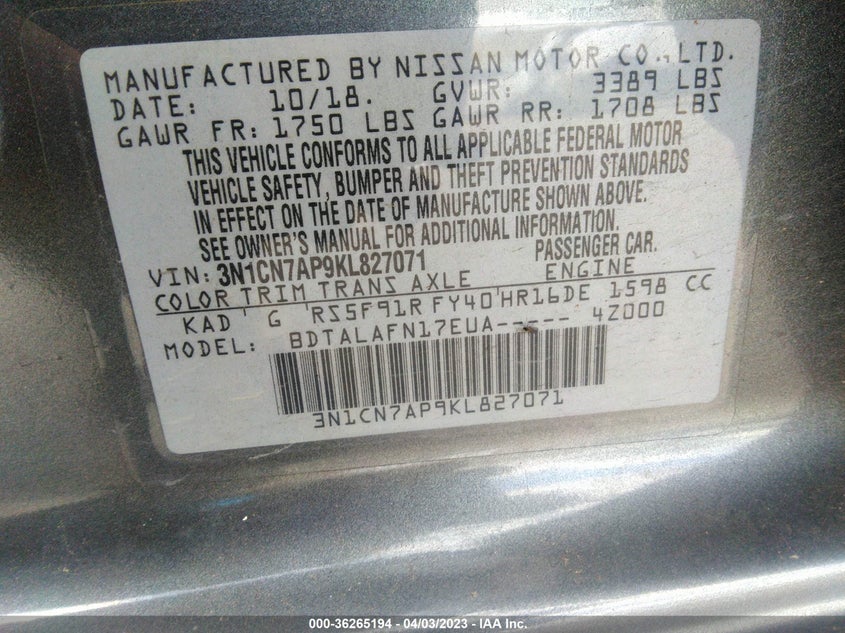 MANUFACTURED BY NISSAN MOTOR CO., LTD.
DATE: 10/18. GVWR: 3389 LBS
GAWR FR: 1750 LBS GAWR RR: 1708 LBS
THIS VEHICLE CONFORMS TO ALL APPLICABLE FEDERAL MOTOR
VEHICLE SAFETY, BUMPER AND THEFT PREVENTION STANDARDS
IN EFFECT ON THE DATE OF MANUFACTURE SHOWN ABOVE.
SEE OWNER'S MANUAL FOR ADDITIONAL INFORMATION.
VIN: 3N1CN7AP9KL827071 PASSENGER CAR.
COLOR TRIM TRANS AXLE ENGINE
KAD G RS5F91R FY40 HR16DE 1598 CC
MODEL: BDTALAFN17EUA----- 4Z000
3N1CN7AP9KL827071
000-36265194 - 04/03/2023 - IAA Inc.